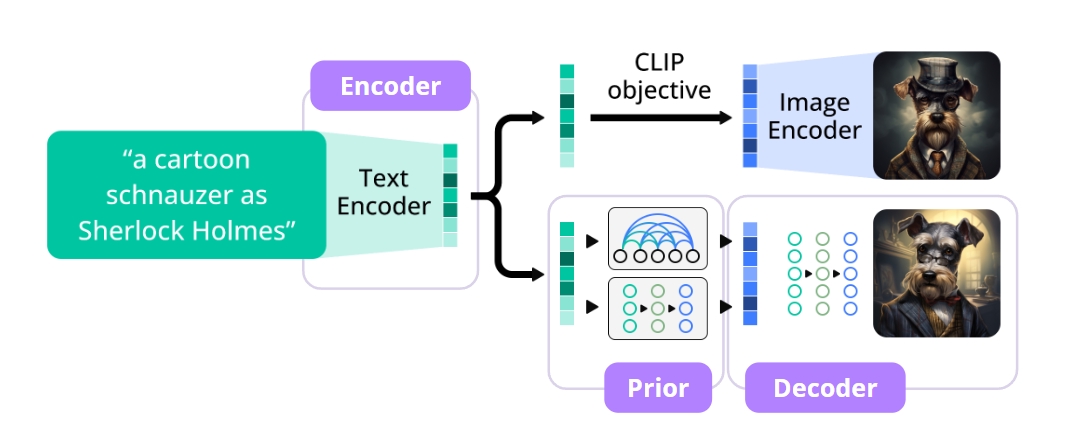 Encoder
"a cartoon
schnauzer as
Sherlock Holmes"
Text
Encoder
CLIP
objective
Image
Encoder
Prior
Decoder